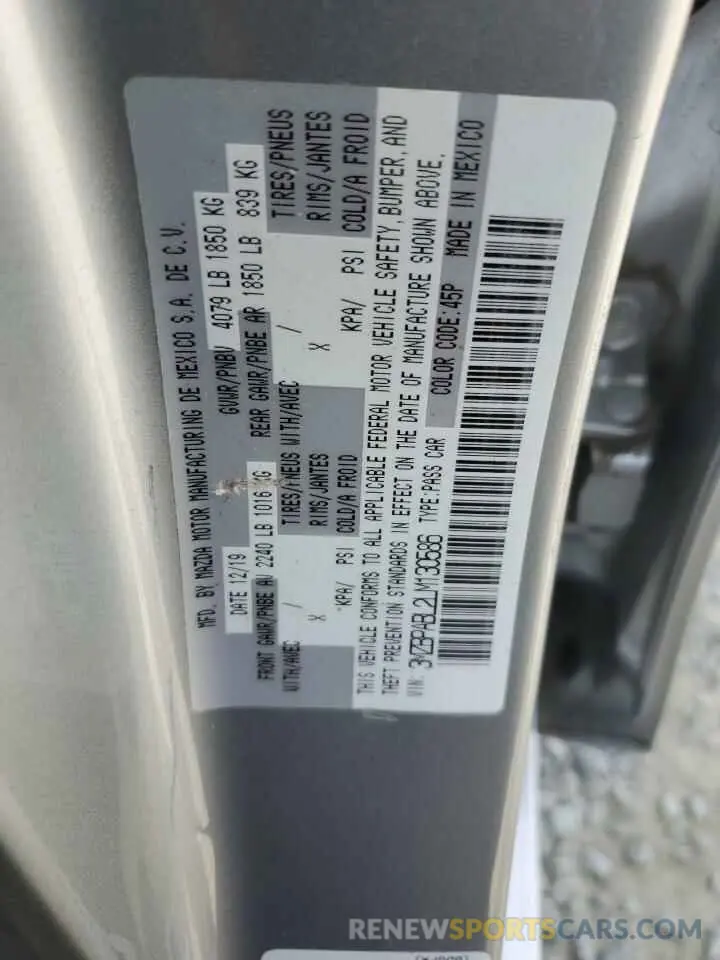 MFD. BY MAZDA MOTOR MANUFACTURING DE MEXICO S.A. DE C.V.
DATE 12/19 GVWR/PNBV 4079 LB 1850 KG
FRONT GAWR/PNBE AV 2240 LB 1016 KG REAR GAWR/PNBE AR 1850 LB 839 KG
WITH/AVEC / TIRES/PNEUS WITH/AVEC / TIRES/PNEUS
X RIMS/JANTES X RIMS/JANTES
KPA/ PSI COLD/A FROID KPA/ PSI COLD/A FROID
THIS VEHICLE CONFORMS TO ALL APPLICABLE FEDERAL MOTOR VEHICLE SAFETY, BUMPER, AND
THEFT PREVENTION STANDARDS IN EFFECT ON THE DATE OF MANUFACTURE SHOWN ABOVE.
VIN: 3MZBPABL2LM130586 TYPE:PASS CAR COLOR CODE:45P MADE IN MEXICO
RENEWSPORTSCARS.COM